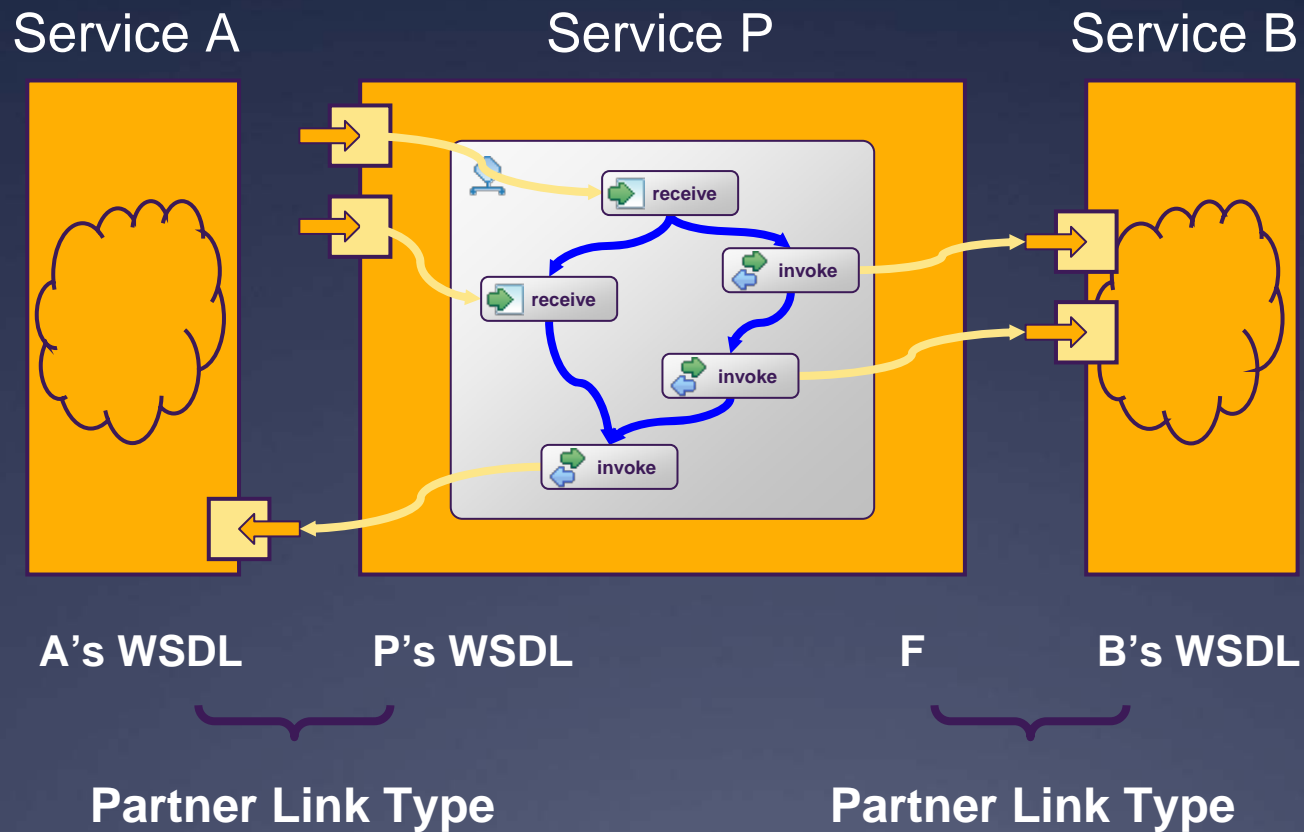 Service A Service P Service B
receive
invoke
receive
invoke
invoke
A's WSDL P's WSDL F B's WSDL
Partner Link Type Partner Link Type